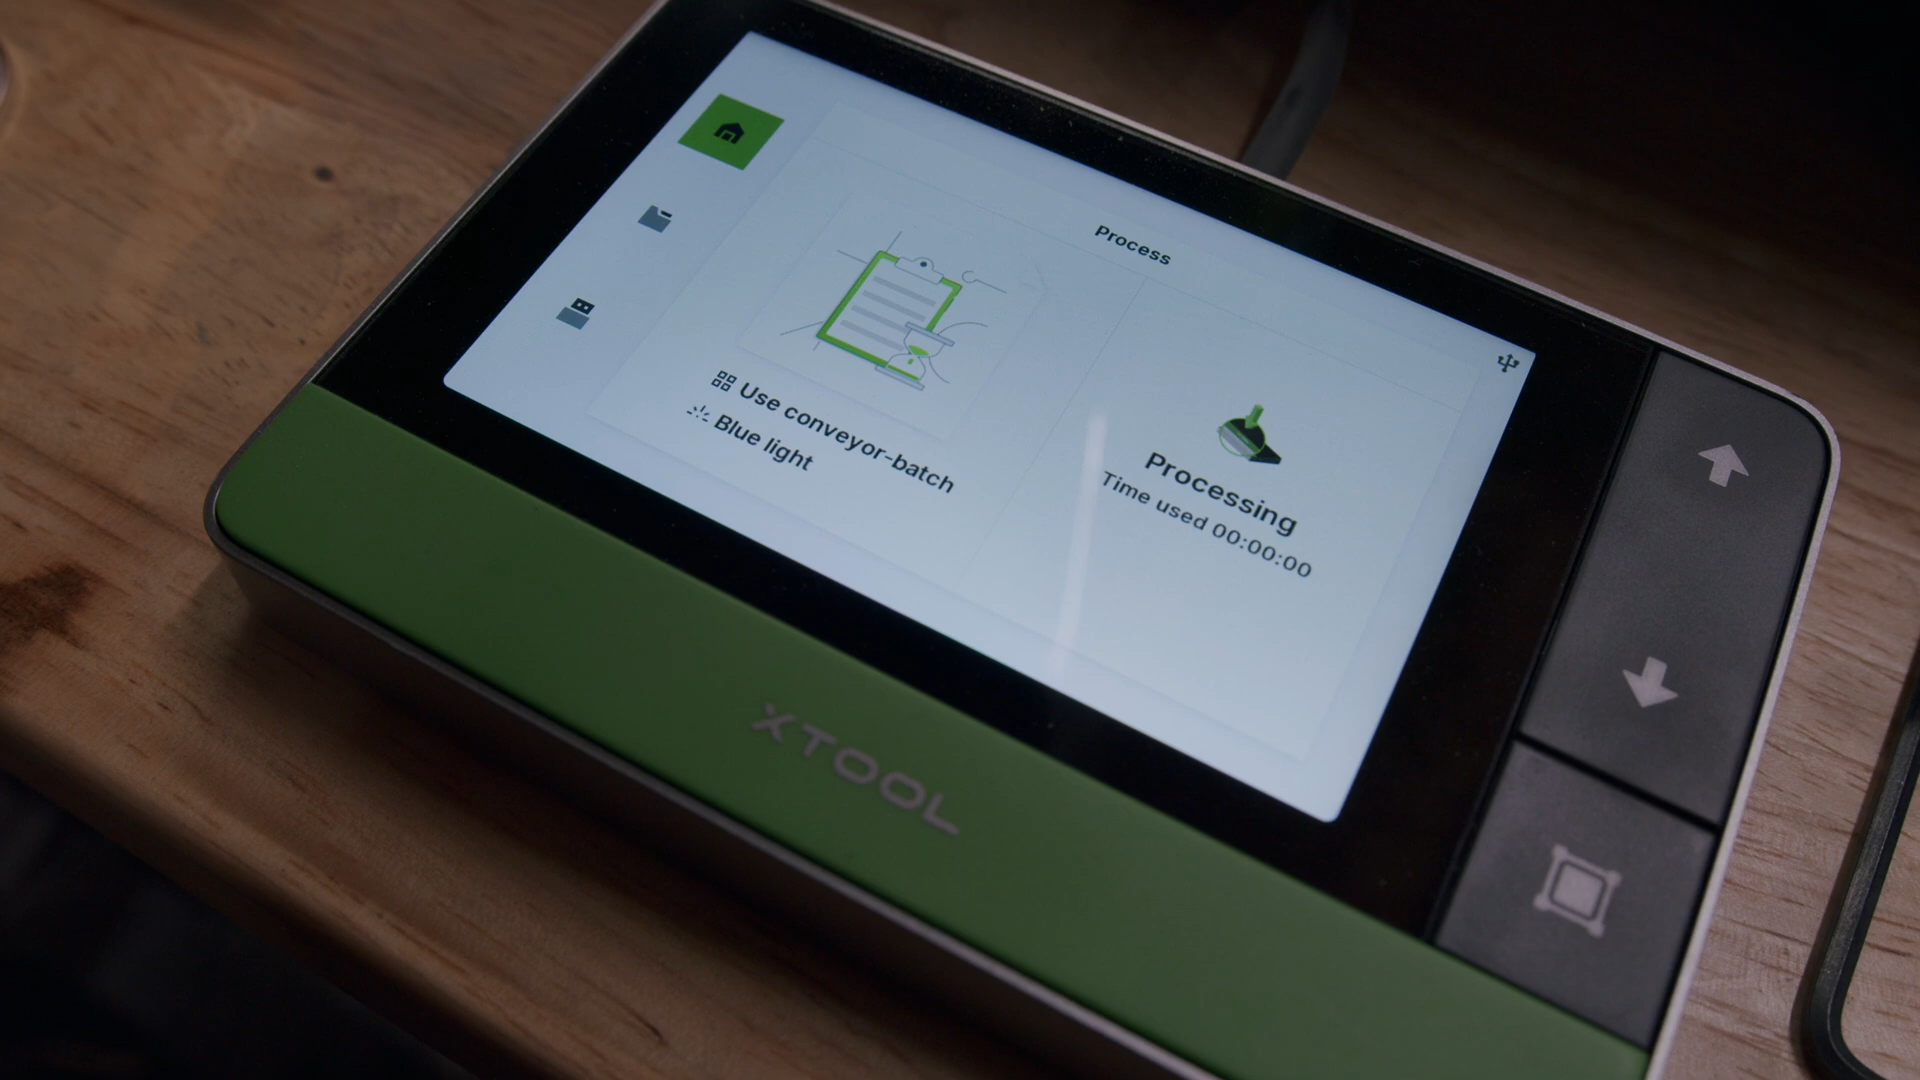 Process
Use conveyor-batch
Blue light
Processing
Time used 00:00:00
XTOOL